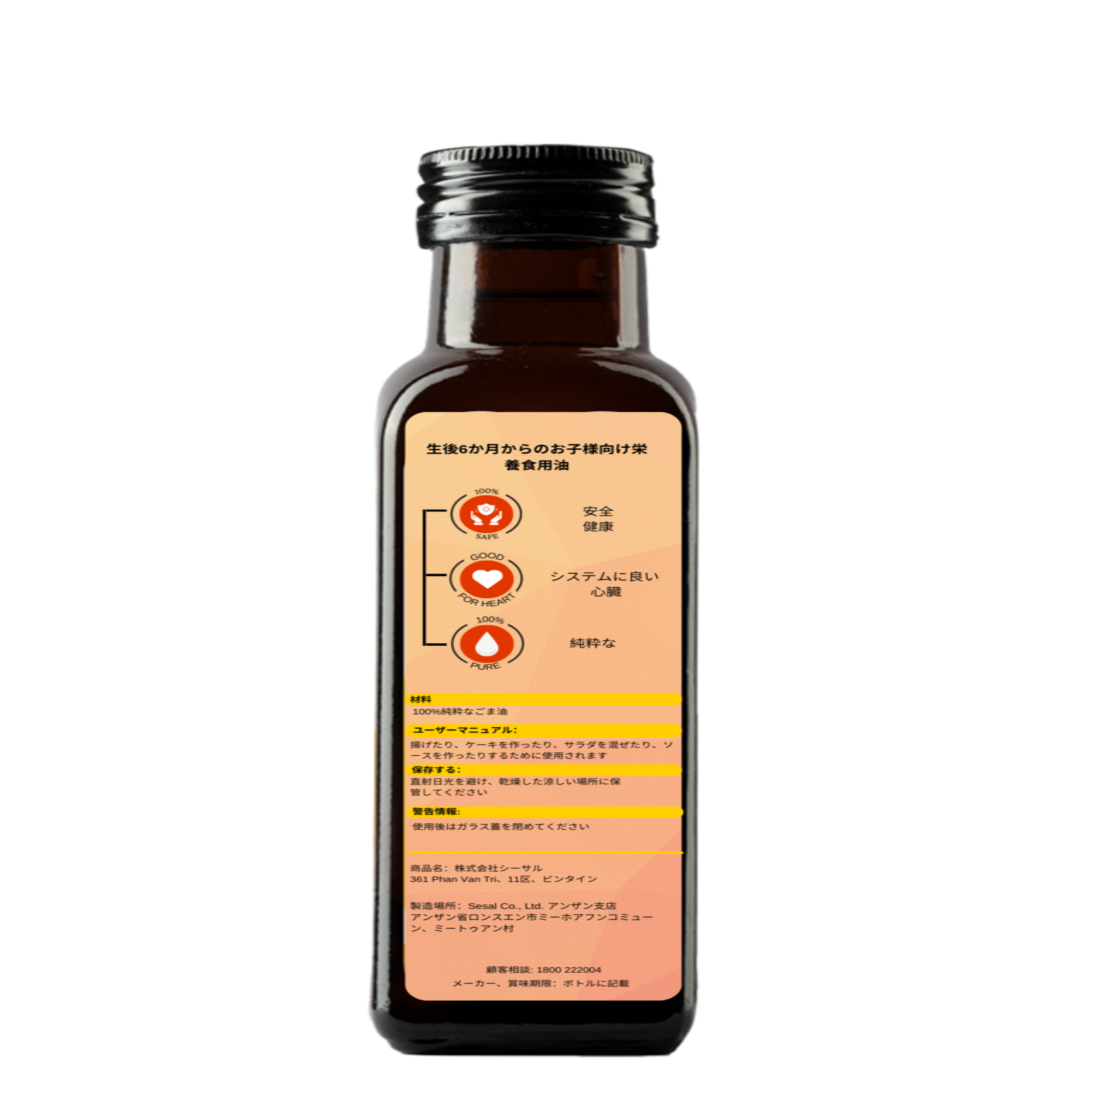 生後6か月からのお子様向け栄
養食用油
100%
SAFE
安全
健康
GOOD
FOR HEART
システムに良い
心臓
100%
PURE
純粋な
材料
100%純粋なごま油
ユーザーマニュアル：
揚げたり、ケーキを作ったり、サラダを混ぜたり、ソ
ースを作ったりするために使用されます
保存する：
直射日光を避け、乾燥した涼しい場所に保
管してください
警告情報:
使用後はガラス蓋を閉めてください
商品名：株式会社シーサル
361 Phan Van Tri、11区、ビンタイン
製造場所：Sesal Co., Ltd. アンザン支店
アンザン省ロンスエン市ミーホアフンコミュー
ン、ミートゥアン村
顧客相談: 1800 222004
メーカー、賞味期限：ボトルに記載